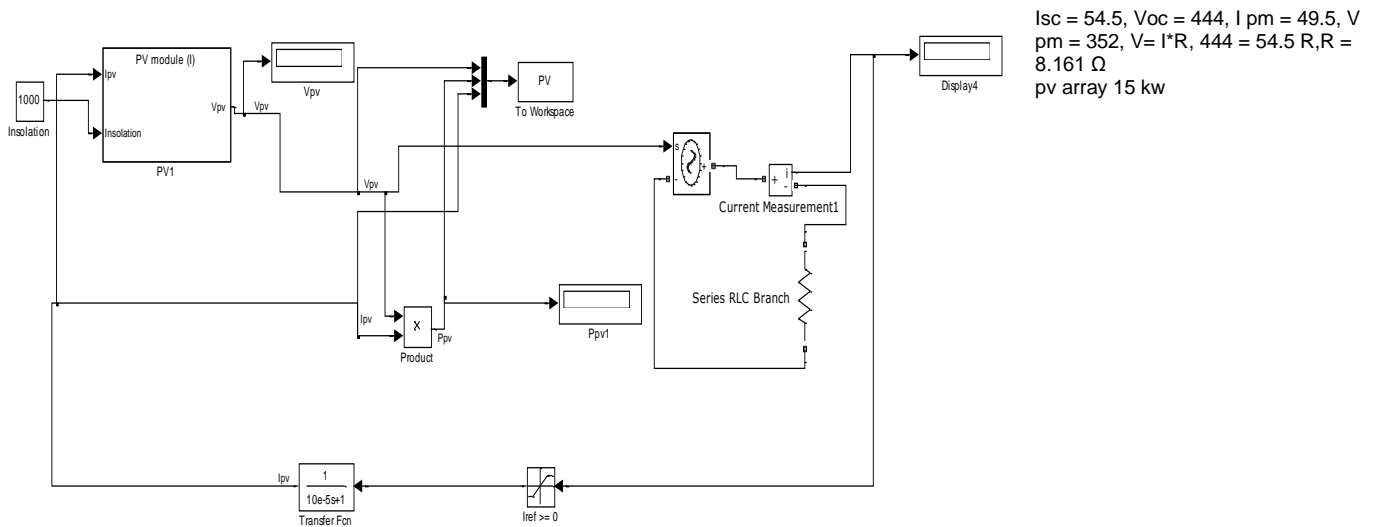 Isc = 54.5, Voc = 444, I pm = 49.5, V
pm = 352, V= I*R, 444 = 54.5 R,R =
8.161 Ω
pv array 15 kw
PV module (I)
Ipv
Vpv
Insolation
PV1
1000
Insolation
Vpv
Vpv
PV
To Workspace
Display4
s
+
-
+
i
-
Current Measurement1
Vpv
Series RLC Branch
Ipv
X
Product
Ppv
Ppv1
Ipv
1
10e-5s+1
Transfer Fcn
Iref >= 0